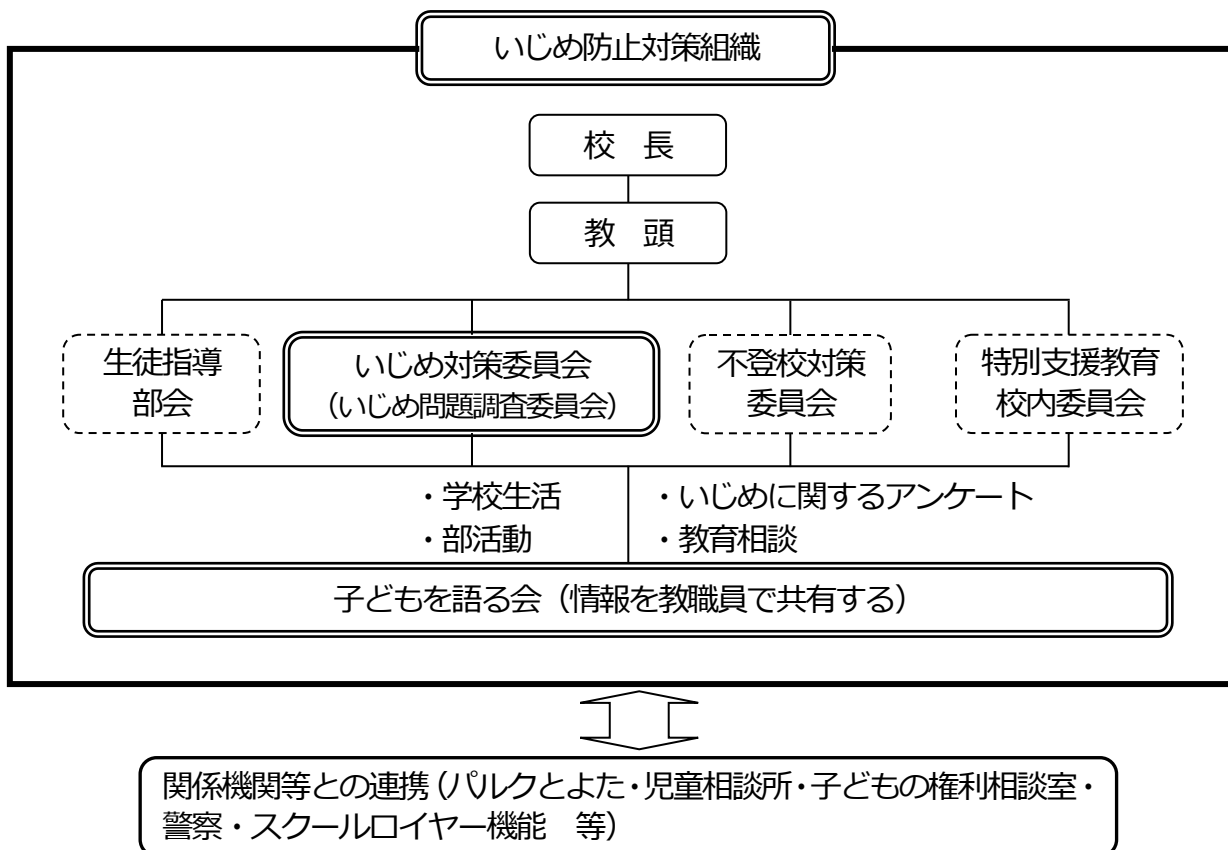 いじめ防止対策組織
校　長
教　頭
生徒指導
部会
いじめ対策委員会
（いじめ問題調査委員会）
不登校対策
委員会
特別支援教育
校内委員会
・学校生活
・部活動
・いじめに関するアンケート
・教育相談
子どもを語る会（情報を教職員で共有する）
関係機関等との連携（パルクとよた・児童相談所・子どもの権利相談室・
警察・スクールロイヤー機能　等）